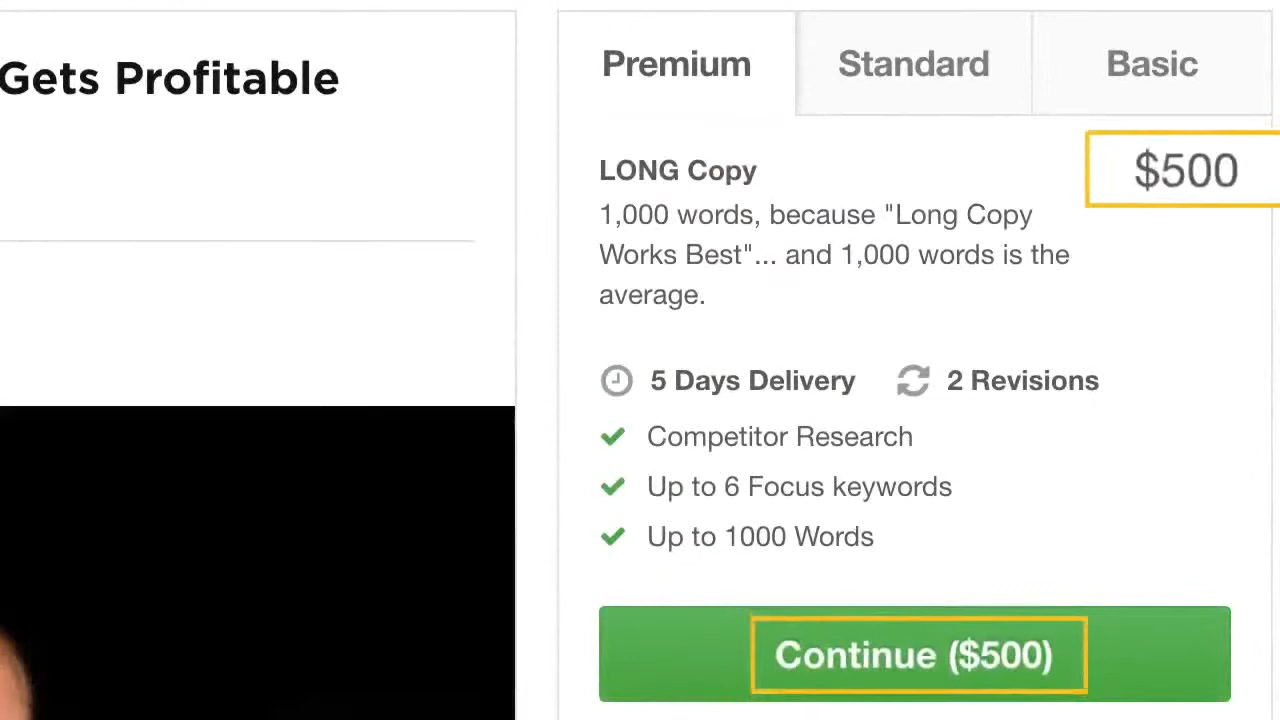 Gets Profitable
Premium
Standard
Basic
LONG Copy
$500
1,000 words, because "Long Copy
Works Best"... and 1,000 words is the
average.
5 Days Delivery
2 Revisions
Competitor Research
Up to 6 Focus keywords
Up to 1000 Words
Continue ($500)